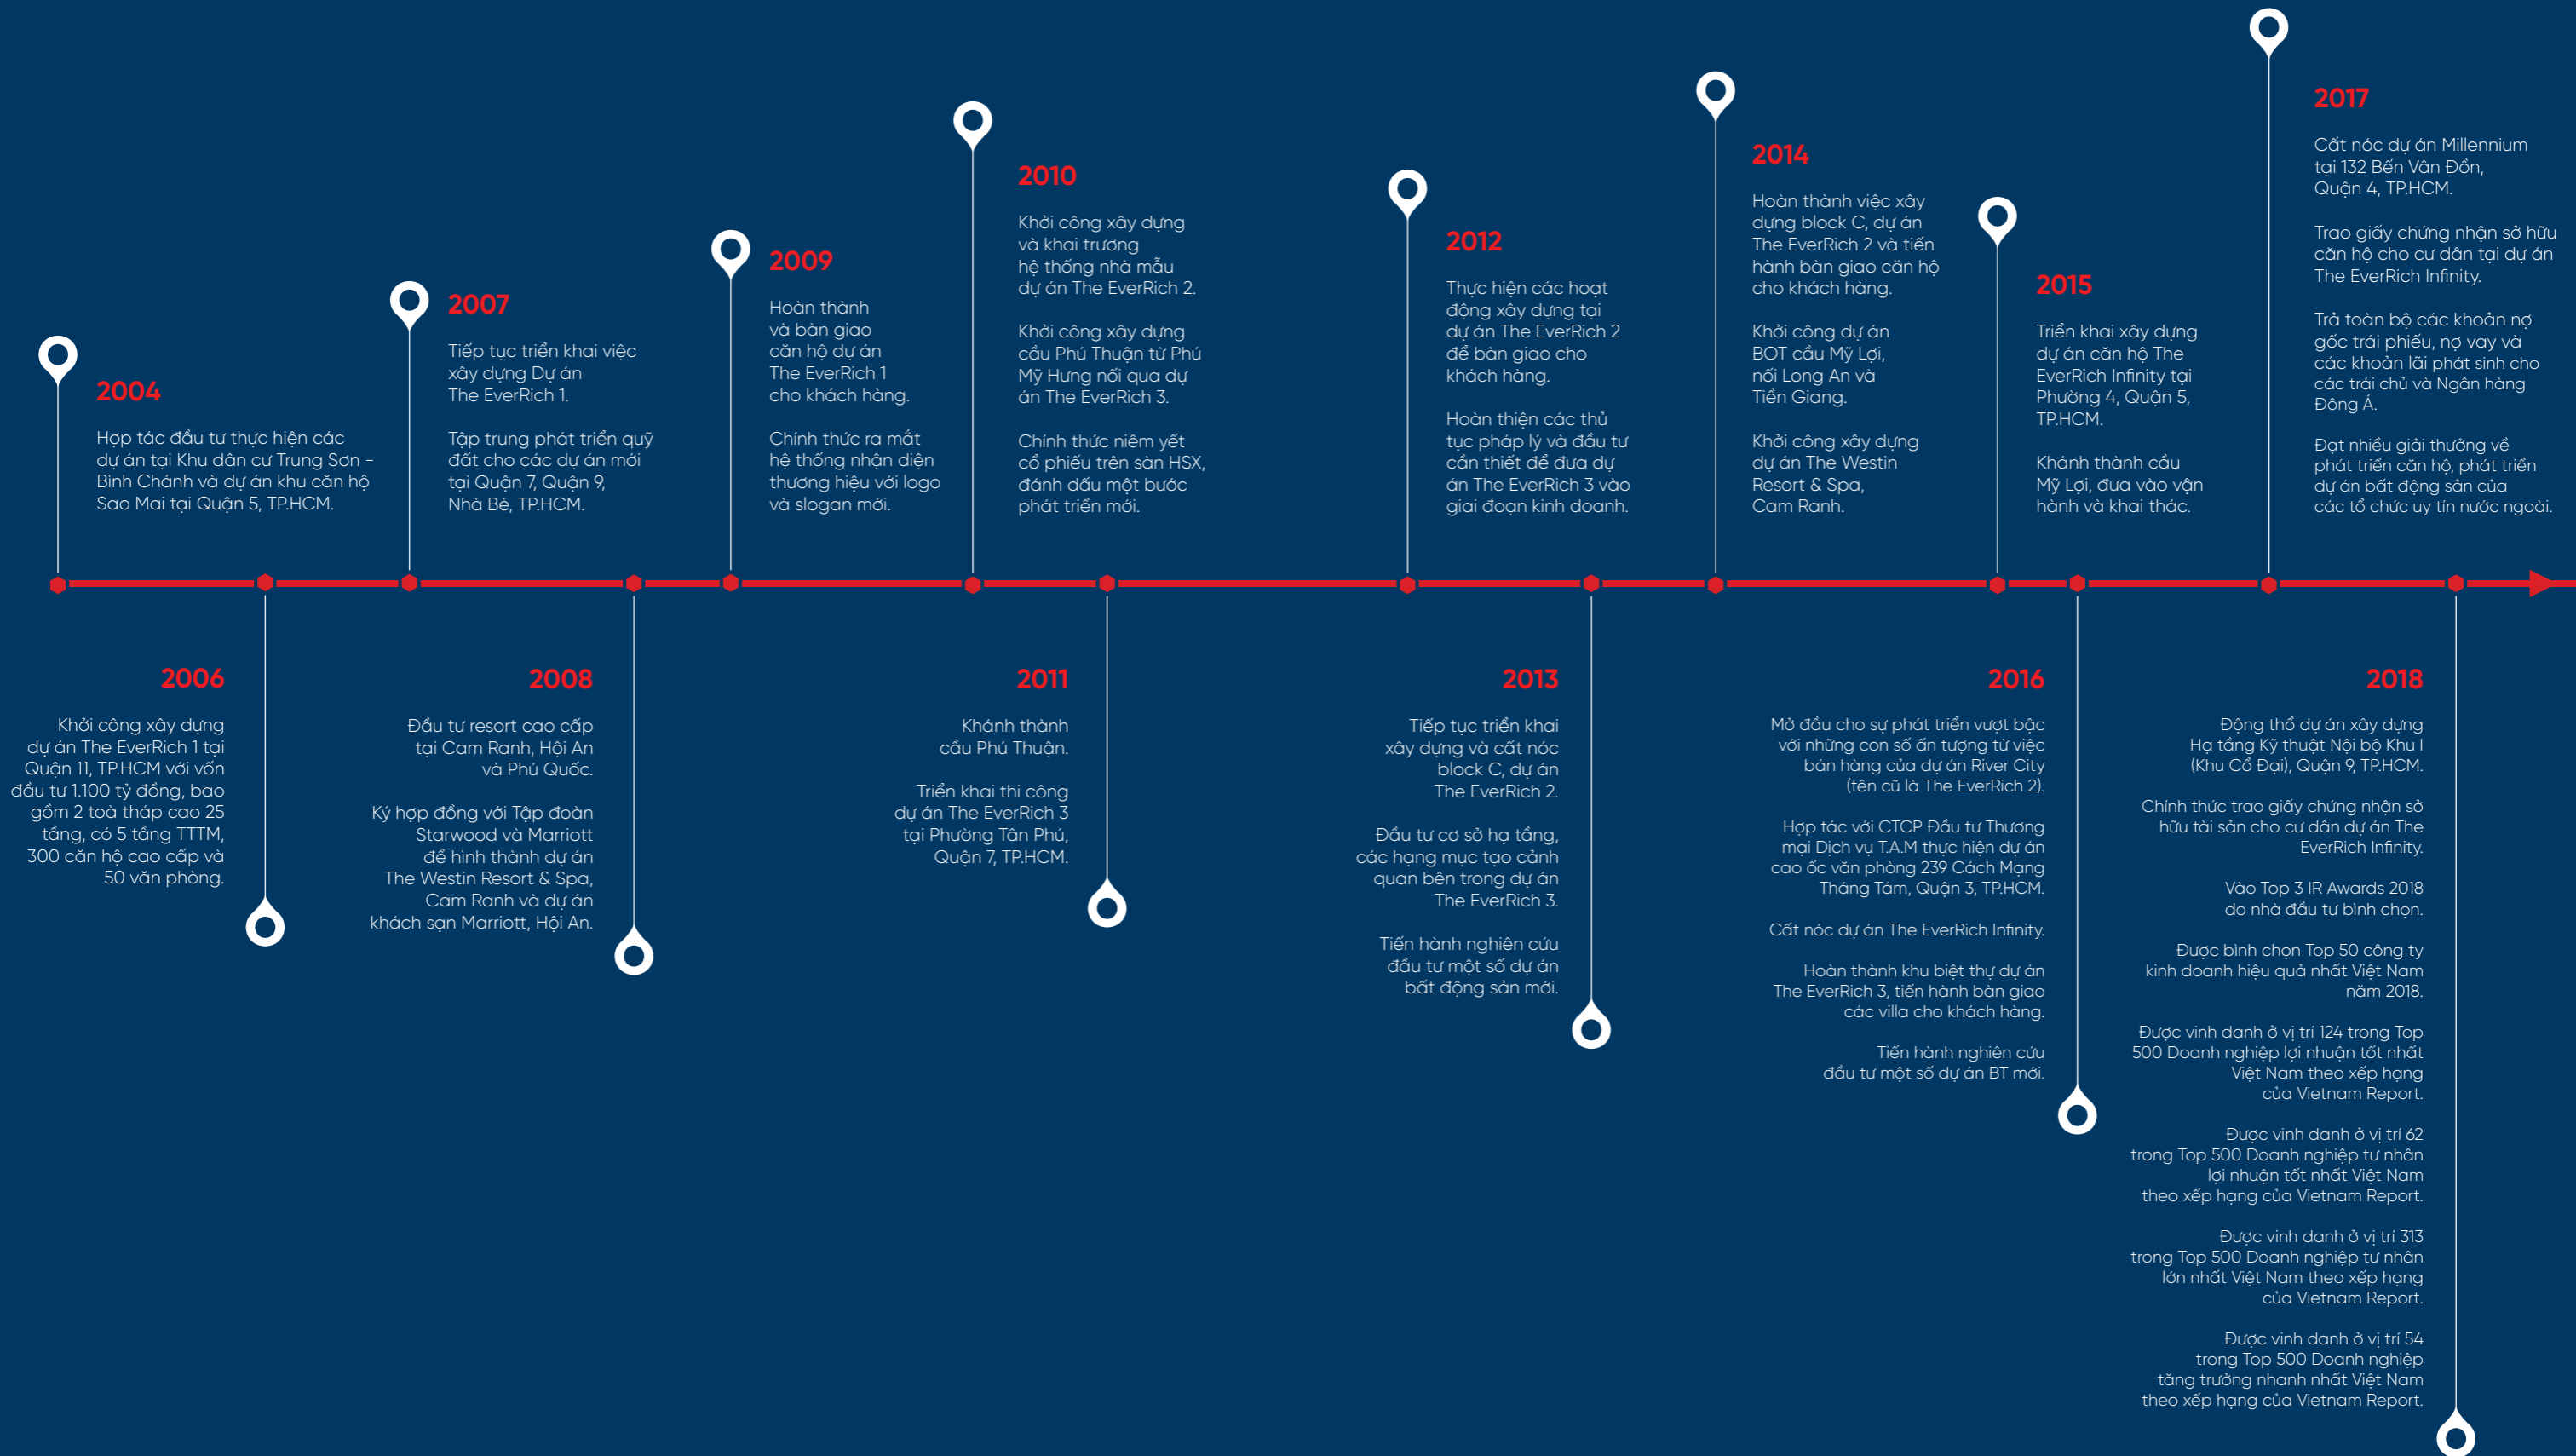 2004
Hợp tác đầu tư thực hiện các
dự án tại Khu dân cư Trung Sơn -
Bình Chánh và dự án khu căn hộ
Sao Mai tại Quận 5, TP.HCM.
2006
Khởi công xây dựng
dự án The EverRich 1 tại
Quận 11, TP.HCM với vốn
đầu tư 1.100 tỷ đồng, bao
gồm 2 toà tháp cao 25
tầng, có 5 tầng TTTM,
300 căn hộ cao cấp và
50 văn phòng.
2007
Tiếp tục triển khai việc
xây dựng Dự án
The EverRich 1.
Tập trung phát triển quỹ
đất cho các dự án mới
tại Quận 7, Quận 9,
Nhà Bè, TP.HCM.
2008
Đầu tư resort cao cấp
tại Cam Ranh, Hội An
và Phú Quốc.
Ký hợp đồng với Tập đoàn
Starwood và Marriott
để hình thành dự án
The Westin Resort & Spa,
Cam Ranh và dự án
khách sạn Marriott, Hội An.
2009
Hoàn thành
và bàn giao
căn hộ dự án
The EverRich 1
cho khách hàng.
Chính thức ra mắt
hệ thống nhận diện
thương hiệu với logo
và slogan mới.
2010
Khởi công xây dựng
và khai trương
hệ thống nhà mẫu
dự án The EverRich 2.
Khởi công xây dựng
cầu Phú Thuận từ Phú
Mỹ Hưng nối qua dự
án The EverRich 3.
Chính thức niêm yết
cổ phiếu trên sàn HSX,
đánh dấu một bước
phát triển mới.
2011
Khánh thành
cầu Phú Thuận.
Triển khai thi công
dự án The EverRich 3
tại Phường Tân Phú,
Quận 7, TP.HCM.
2012
Thực hiện các hoạt
động xây dựng tại
dự án The EverRich 2
để bàn giao cho
khách hàng.
Hoàn thiện các thủ
tục pháp lý và đầu tư
cần thiết để đưa dự
án The EverRich 3 vào
giai đoạn kinh doanh.
2013
Tiếp tục triển khai
xây dựng và cất nóc
block C, dự án
The EverRich 2.
Đầu tư cơ sở hạ tầng,
các hạng mục tạo cảnh
quan bên trong dự án
The EverRich 3.
Tiến hành nghiên cứu
đầu tư một số dự án
bất động sản mới.
2014
Hoàn thành việc xây
dựng block C, dự án
The EverRich 2 và tiến
hành bàn giao căn hộ
cho khách hàng.
Khởi công dự án
BOT cầu Mỹ Lợi,
nối Long An và
Tiền Giang.
Khởi công xây dựng
dự án The Westin
Resort & Spa,
Cam Ranh.
2015
Triển khai xây dựng
dự án căn hộ The
EverRich Infinity tại
Phường 4, Quận 5,
TP.HCM.
Khánh thành cầu
Mỹ Lợi, đưa vào vận
hành và khai thác.
2016
Mở đầu cho sự phát triển vượt bậc
với những con số ấn tượng từ việc
bán hàng của dự án River City
(tên cũ là The EverRich 2).
Hợp tác với CTCP Đầu tư Thương
mại Dịch vụ T.A.M thực hiện dự án
cao ốc văn phòng 239 Cách Mạng
Tháng Tám, Quận 3, TP.HCM.
Cất nóc dự án The EverRich Infinity.
Hoàn thành khu biệt thự dự án
The EverRich 3, tiến hành bàn giao
các villa cho khách hàng.
Tiến hành nghiên cứu
đầu tư một số dự án BT mới.
2017
Cất nóc dự án Millennium
tại 132 Bến Vân Đồn,
Quận 4, TP.HCM.
Trao giấy chứng nhận sở hữu
căn hộ cho cư dân tại dự án
The EverRich Infinity.
Trả toàn bộ các khoản nợ
gốc trái phiếu, nợ vay và
các khoản lãi phát sinh cho
các trái chủ và Ngân hàng
Đông Á.
Đạt nhiều giải thưởng về
phát triển căn hộ, phát triển
dự án bất động sản của
các tổ chức uy tín nước ngoài.
2018
Động thổ dự án xây dựng
Hạ tầng Kỹ thuật Nội bộ Khu I
(Khu Cổ Đại), Quận 9, TP.HCM.
Chính thức trao giấy chứng nhận sở
hữu tài sản cho cư dân dự án The
EverRich Infinity.
Vào Top 3 IR Awards 2018
do nhà đầu tư bình chọn.
Được bình chọn Top 50 công ty
kinh doanh hiệu quả nhất Việt Nam
năm 2018.
Được vinh danh ở vị trí 124 trong Top
500 Doanh nghiệp lợi nhuận tốt nhất
Việt Nam theo xếp hạng
của Vietnam Report.
Được vinh danh ở vị trí 62
trong Top 500 Doanh nghiệp tư nhân
lợi nhuận tốt nhất Việt Nam
theo xếp hạng của Vietnam Report.
Được vinh danh ở vị trí 313
trong Top 500 Doanh nghiệp tư nhân
lớn nhất Việt Nam theo xếp hạng
của Vietnam Report.
Được vinh danh ở vị trí 54
trong Top 500 Doanh nghiệp
tăng trưởng nhanh nhất Việt Nam
theo xếp hạng của Vietnam Report.